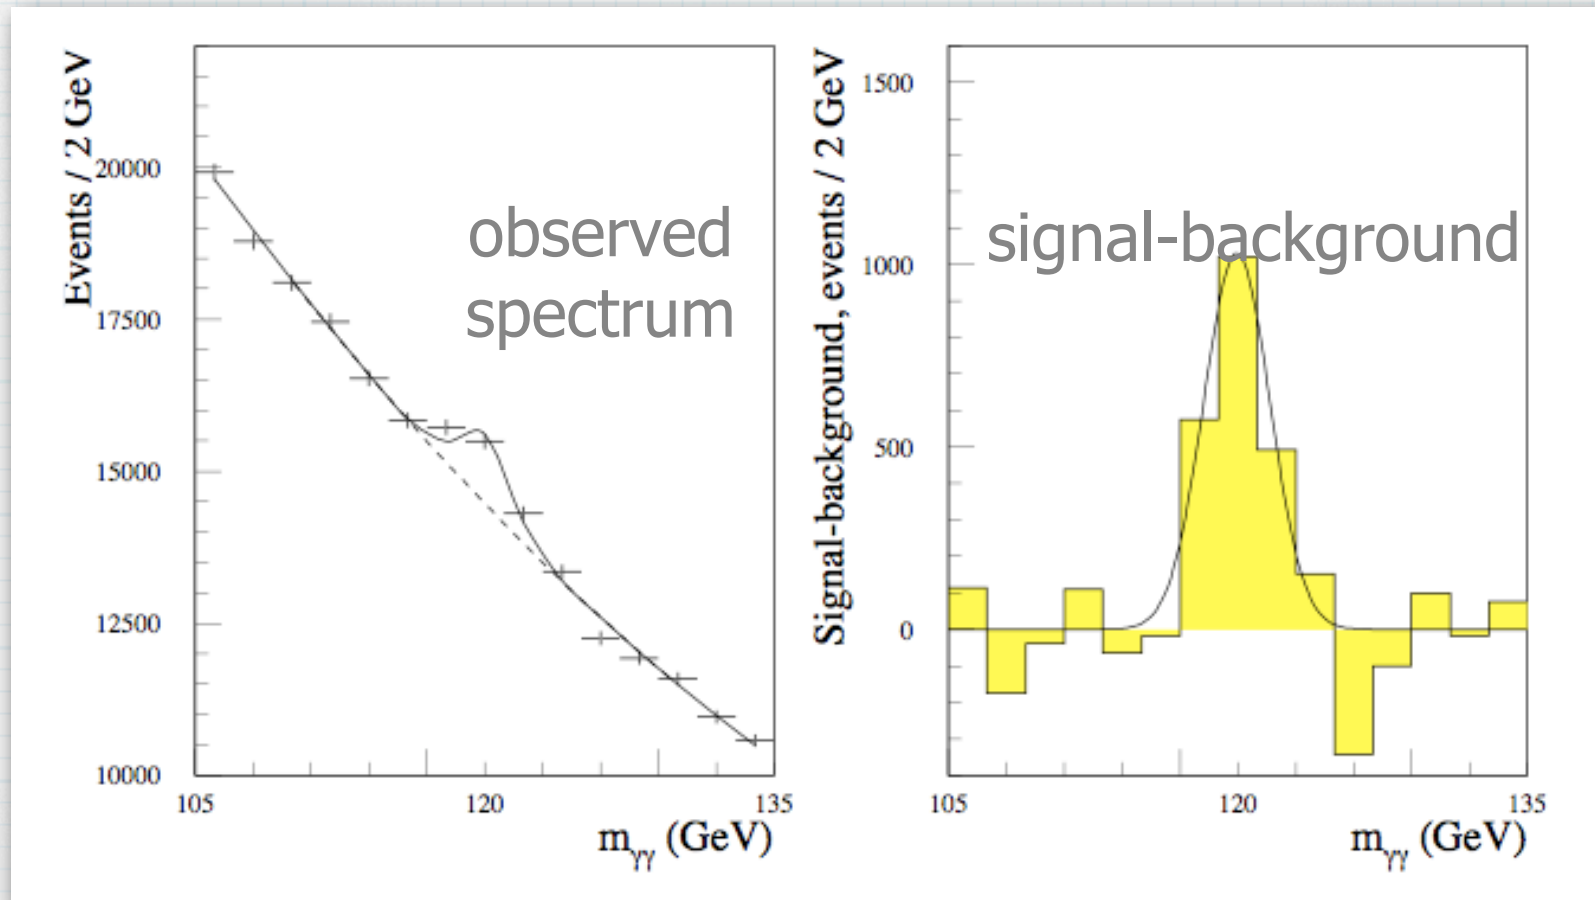 Events / 2 GeV
20000
17500
15000
12500
10000
105
120
135
m_γγ (GeV)
observed
spectrum
Signal-background, events / 2 GeV
1500
1000
500
0
105
120
135
m_γγ (GeV)
signal-background